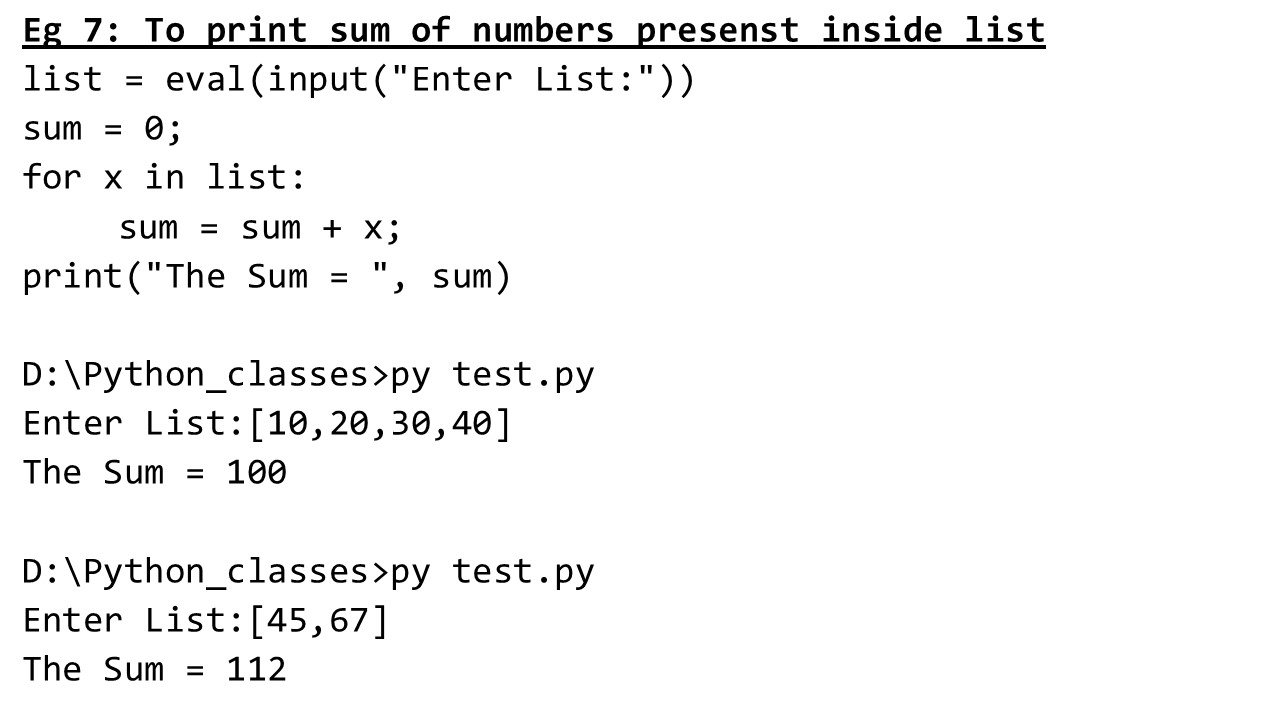 Eg 7: To print sum of numbers presenst inside list
list = eval(input("Enter List:"))
sum = 0;
for x in list:
     sum = sum + x;
print("The Sum = ", sum)

D:\Python_classes>py test.py
Enter List:[10,20,30,40]
The Sum = 100

D:\Python_classes>py test.py
Enter List:[45,67]
The Sum = 112